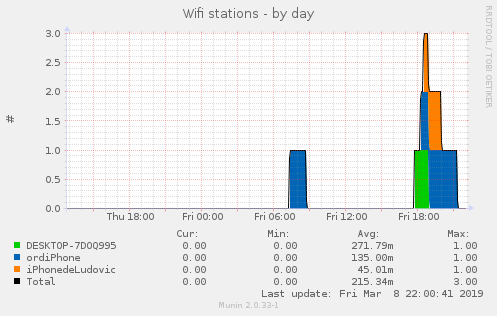 Wifi stations - by day
RRDTOOL / TOBI OETIKER
#
3.0
2.5
2.0
1.5
1.0
0.5
0.0
Thu 18:00 Fri 00:00 Fri 06:00 Fri 12:00 Fri 18:00
Cur: Min: Avg: Max:
DESKTOP-7DOQ995 0.00 0.00 271.79m 1.00
ordiPhone 0.00 0.00 135.00m 1.00
iPhonedeLudovic 0.00 0.00 45.01m 1.00
Total 0.00 0.00 215.34m 3.00
Last update: Fri Mar 8 22:00:41 2019
Munin 2.0.33-1